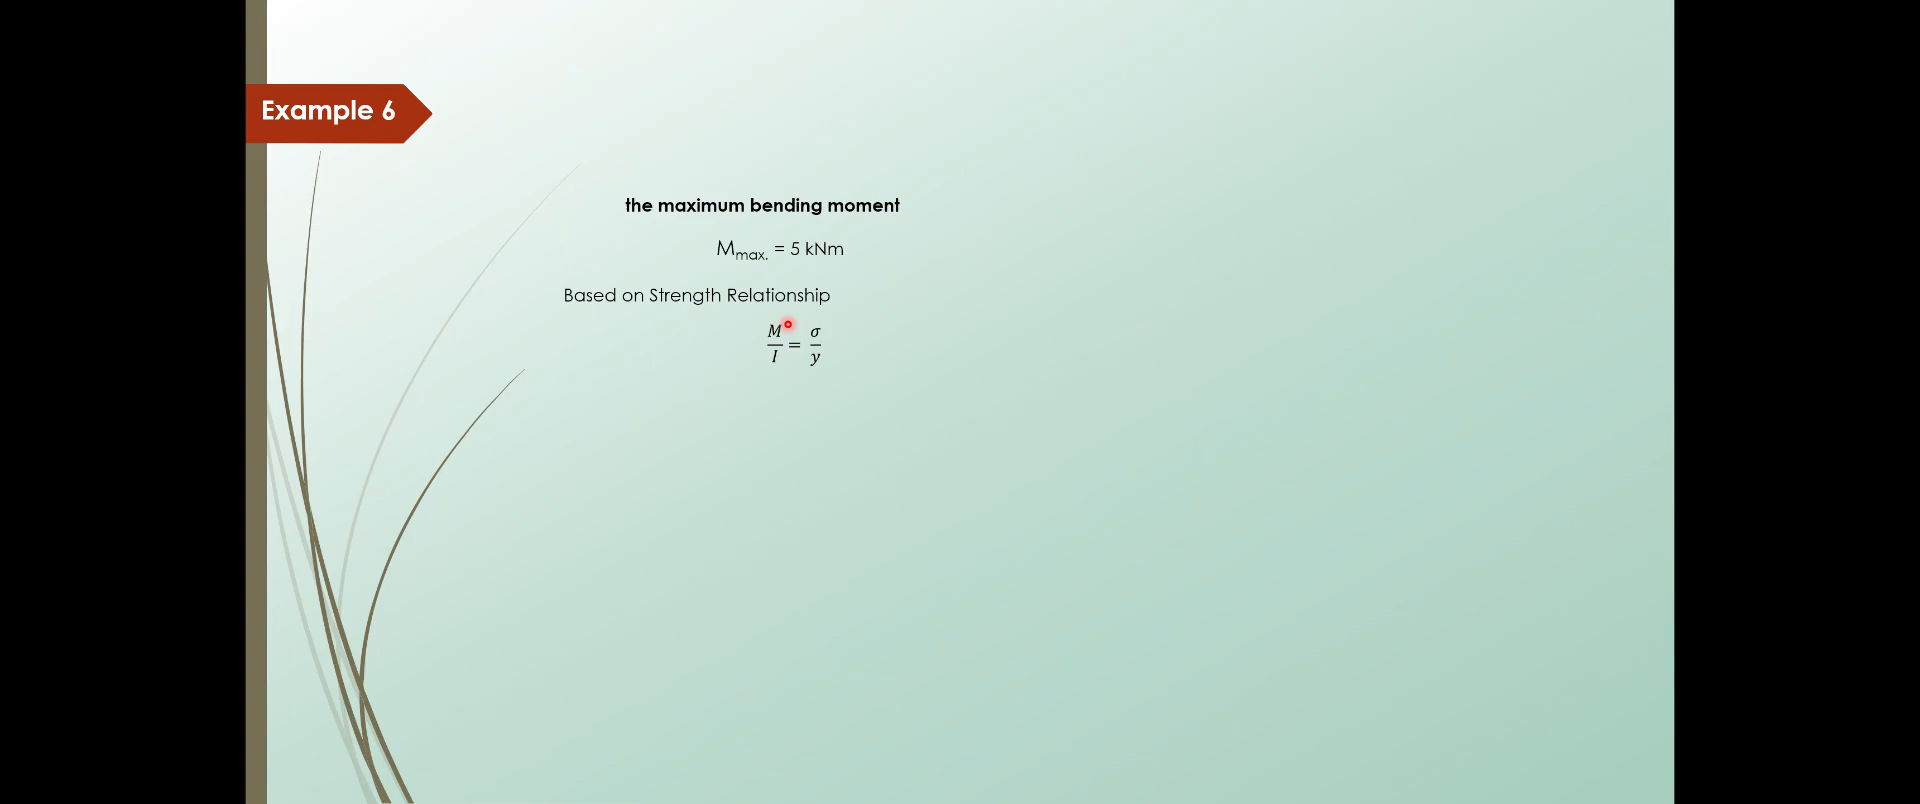 Example 6
the maximum bending moment
Mmax. = 5 kNm
Based on Strength Relationship
M/I = σ/y